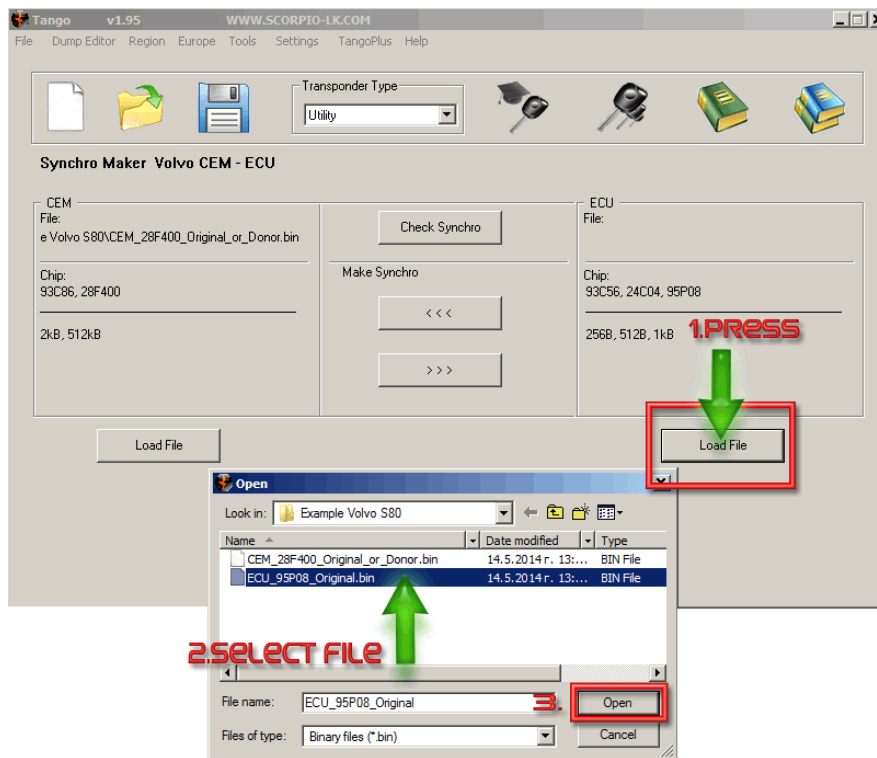 Tango v1.95 WWW.SCORPIO-LK.COM
File Dump Editor Region Europe Tools Settings TangoPlus Help
Transponder Type
Utility
Synchro Maker Volvo CEM - ECU
CEM
File:
e Volvo S80\CEM_28F400_Original_or_Donor.bin
Chip:
93C86, 28F400
2kB, 512kB
Load File
Check Synchro
Make Synchro
<<<
>>>
ECU
File:
Chip:
93C56, 24C04, 95P08
256B, 512B, 1kB
1.PRESS
Load File
Open
Look in: Example Volvo S80
Name Date modified Type
CEM_28F400_Original_or_Donor.bin 14.5.2014 г. 13:... BIN File
ECU_95P08_Original.bin 14.5.2014 г. 13:... BIN File
2.SELECT FILE
File name: ECU_95P08_Original 3. Open
Files of type: Binary files (*.bin) Cancel